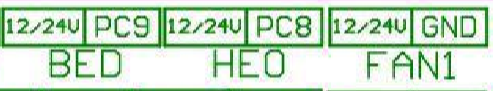 12/24V PC9 12/24V PC8 12/24V GND
BED HE0 FAN1